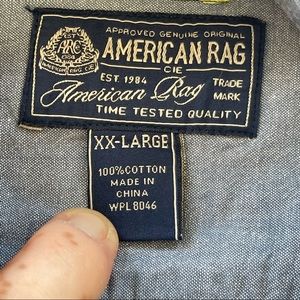 APPROVED GENUINE ORIGINAL
ARC
AMERICAN RAG
CIE
EST. 1984
TRADE
MARK
American Rag
TIME TESTED QUALITY
XX-LARGE
100% COTTON
MADE IN
CHINA
WPL 8046